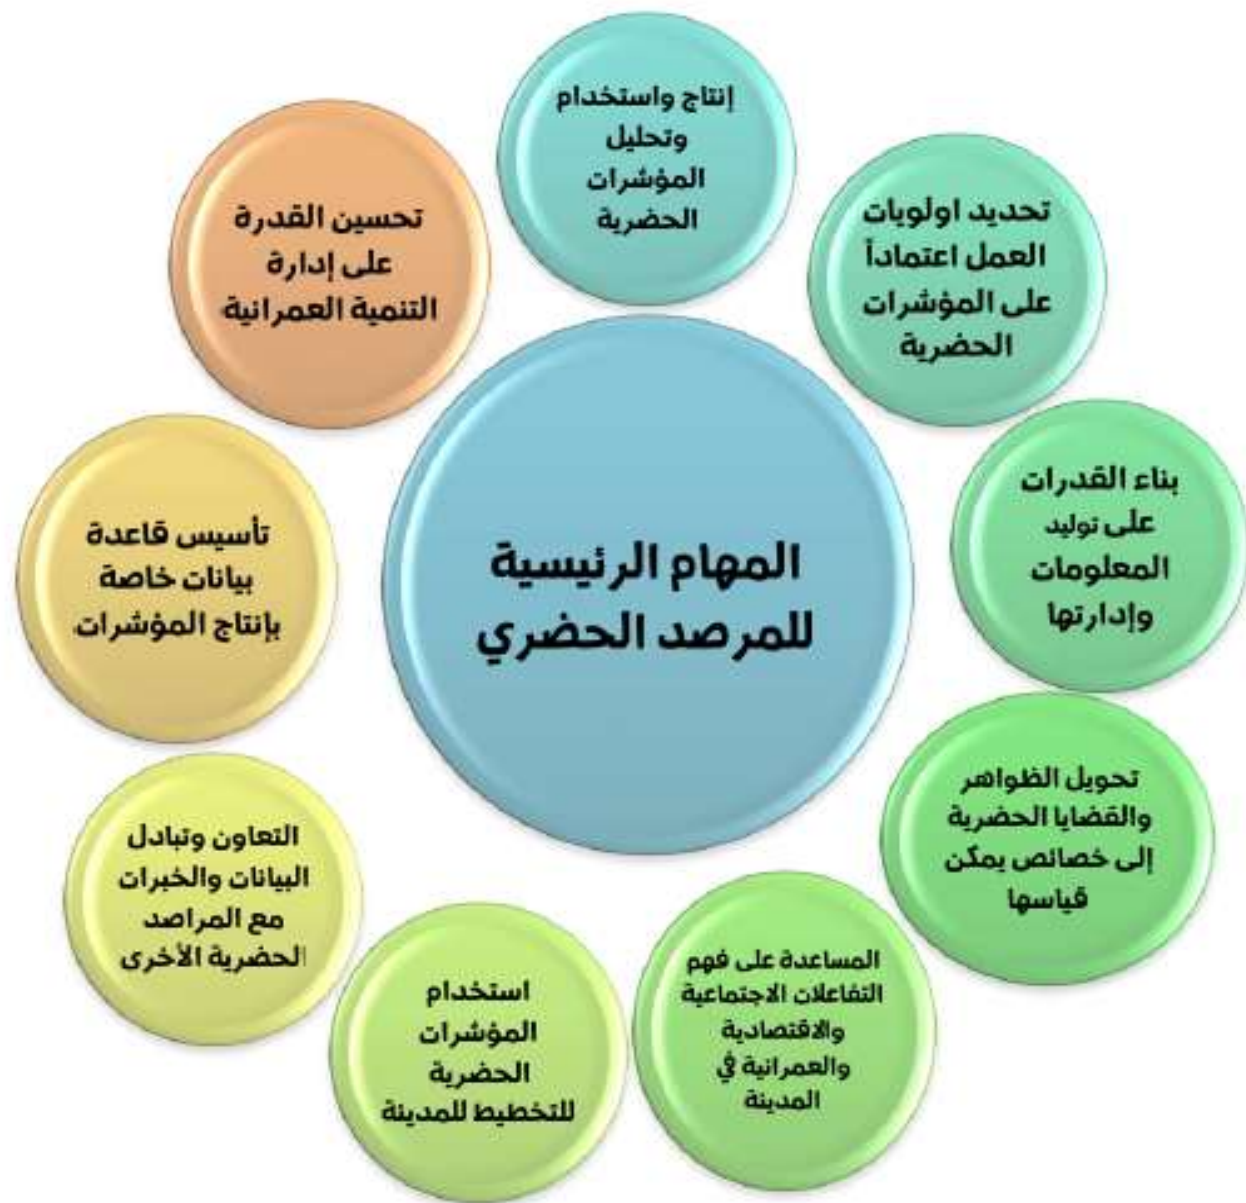 المهام الرئيسية
للمرصد الحضري
إنتاج واستخدام
وتحليل
المؤشرات
الحضرية
تحديد اولويات
العمل اعتماداً
على المؤشرات
الحضرية
بناء القدرات
على توليد
المعلومات
وإدارتها
تحويل الظواهر
والقضايا الحضرية
إلى خصائص يمكن
قياسها
المساعدة على فهم
التفاعلات الاجتماعية
والاقتصادية
والعمرانية في
المدينة
استخدام
المؤشرات
الحضرية
للتخطيط للمدينة
التعاون وتبادل
البيانات والخبرات
مع المراصد
الحضرية الأخرى
تأسيس قاعدة
بيانات خاصة
بإنتاج المؤشرات
تحسين القدرة
على إدارة
التنمية العمرانية